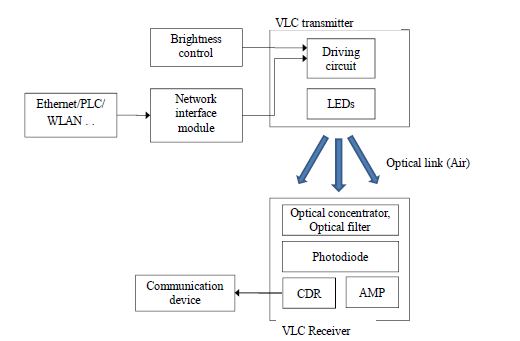 VLC transmitter
Brightness
control
Driving
circuit
Ethernet/PLC/
WLAN . .
Network
interface
module
LEDs
Optical link (Air)
Optical concentrator,
Optical filter
Photodiode
Communication
device
CDR
AMP
VLC Receiver